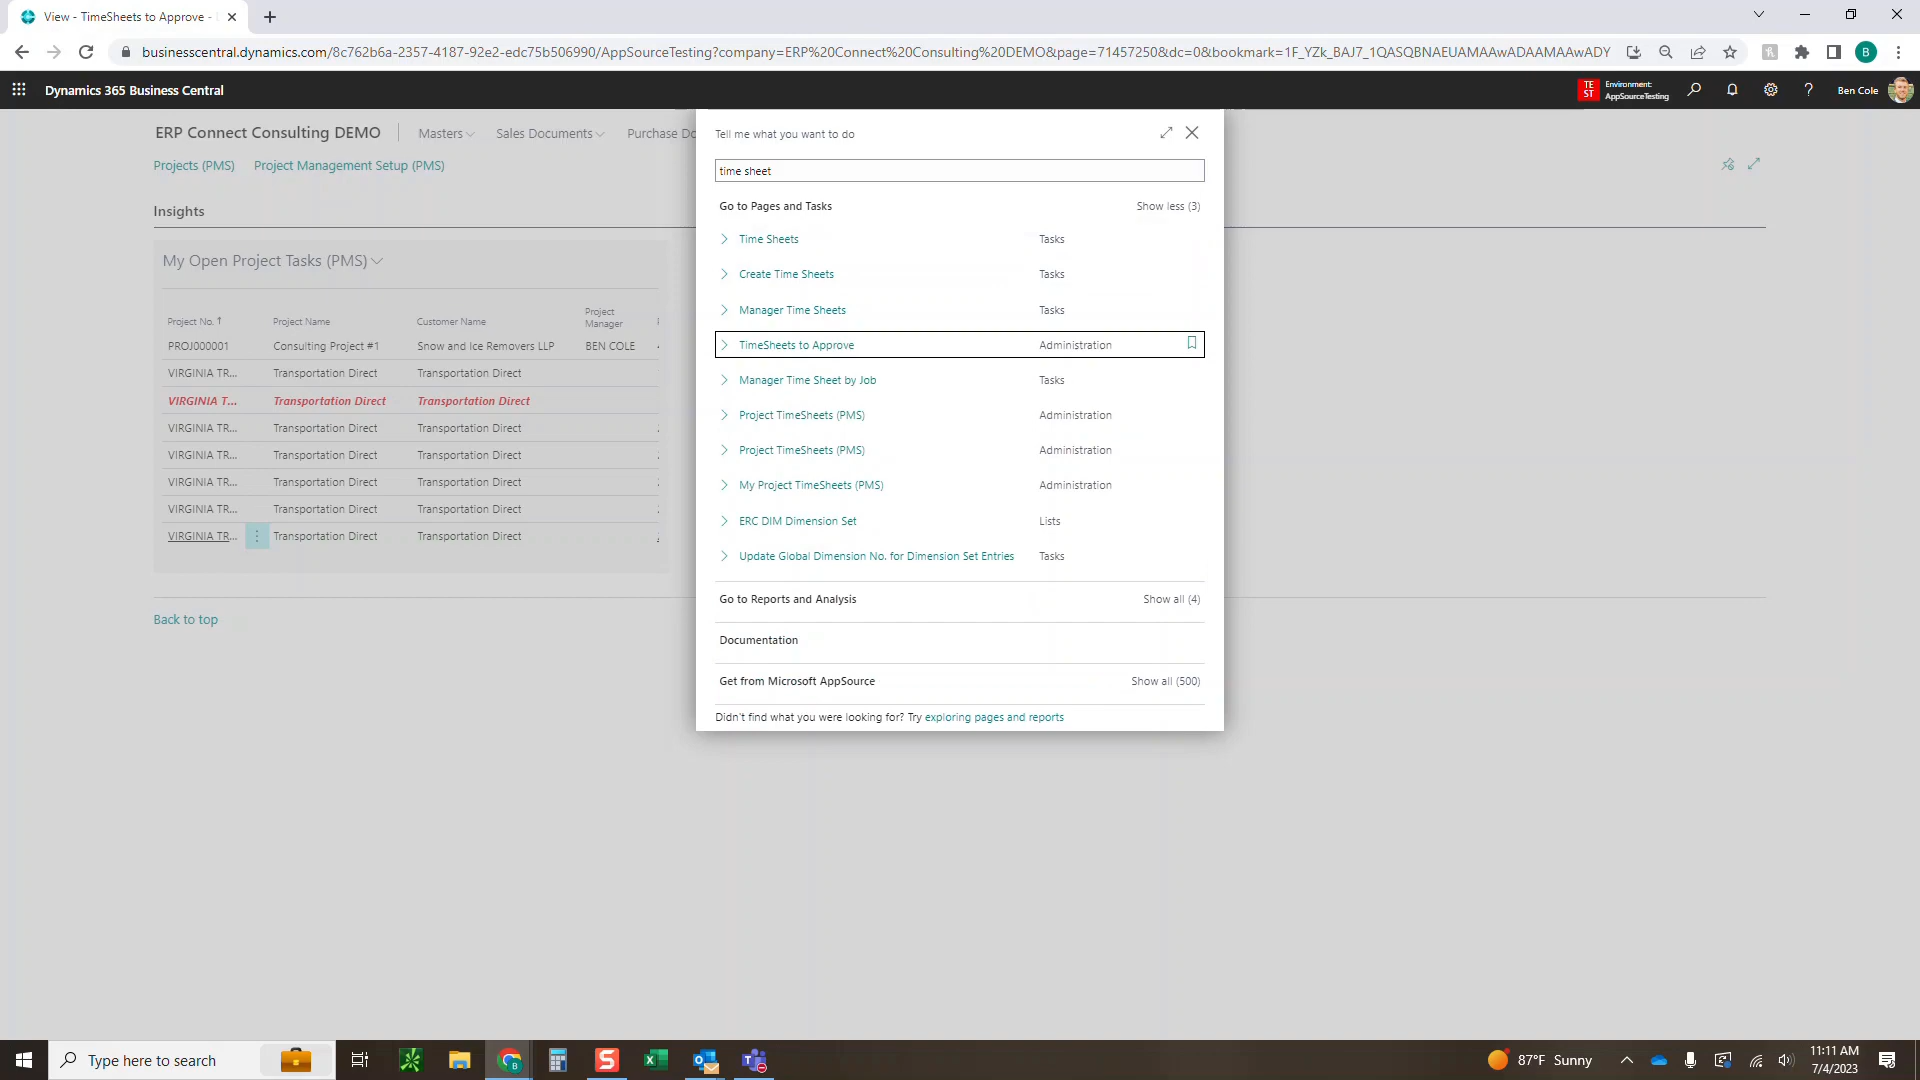 View - TimeSheets to Approve -
businesscentral.dynamics.com/8c762b6a-2357-4187-92e2-edc75b506990/AppSourceTesting?company=ERP%20Connect%20Consulting%20DEMO&page=71457250&dc=0&bookmark=1F_YZk_BAJ7_1QASQBNAEUAMAAwADAAMAAwADY
B
Dynamics 365 Business Central
TE
ST
Environment:
AppSourceTesting
?
Ben Cole
ERP Connect Consulting DEMO
Masters
Sales Documents
Purchase Do
Projects (PMS)
Project Management Setup (PMS)
Insights
My Open Project Tasks (PMS)
Project No. ↑
Project Name
Customer Name
Project
Manager
PROJ000001 Consulting Project #1 Snow and Ice Removers LLP BEN COLE
VIRGINIA TR... Transportation Direct Transportation Direct
VIRGINIA T... Transportation Direct Transportation Direct
VIRGINIA TR... Transportation Direct Transportation Direct
VIRGINIA TR... Transportation Direct Transportation Direct
VIRGINIA TR... Transportation Direct Transportation Direct
VIRGINIA TR... Transportation Direct Transportation Direct
VIRGINIA TR... Transportation Direct Transportation Direct
Back to top
Tell me what you want to do
time sheet
Go to Pages and Tasks Show less (3)
Time Sheets Tasks
Create Time Sheets Tasks
Manager Time Sheets Tasks
TimeSheets to Approve Administration
Manager Time Sheet by Job Tasks
Project TimeSheets (PMS) Administration
Project TimeSheets (PMS) Administration
My Project TimeSheets (PMS) Administration
ERC DIM Dimension Set Lists
Update Global Dimension No. for Dimension Set Entries Tasks
Go to Reports and Analysis Show all (4)
Documentation
Get from Microsoft AppSource Show all (500)
Didn't find what you were looking for? Try exploring pages and reports
Type here to search
87°F Sunny
11:11 AM
7/4/2023